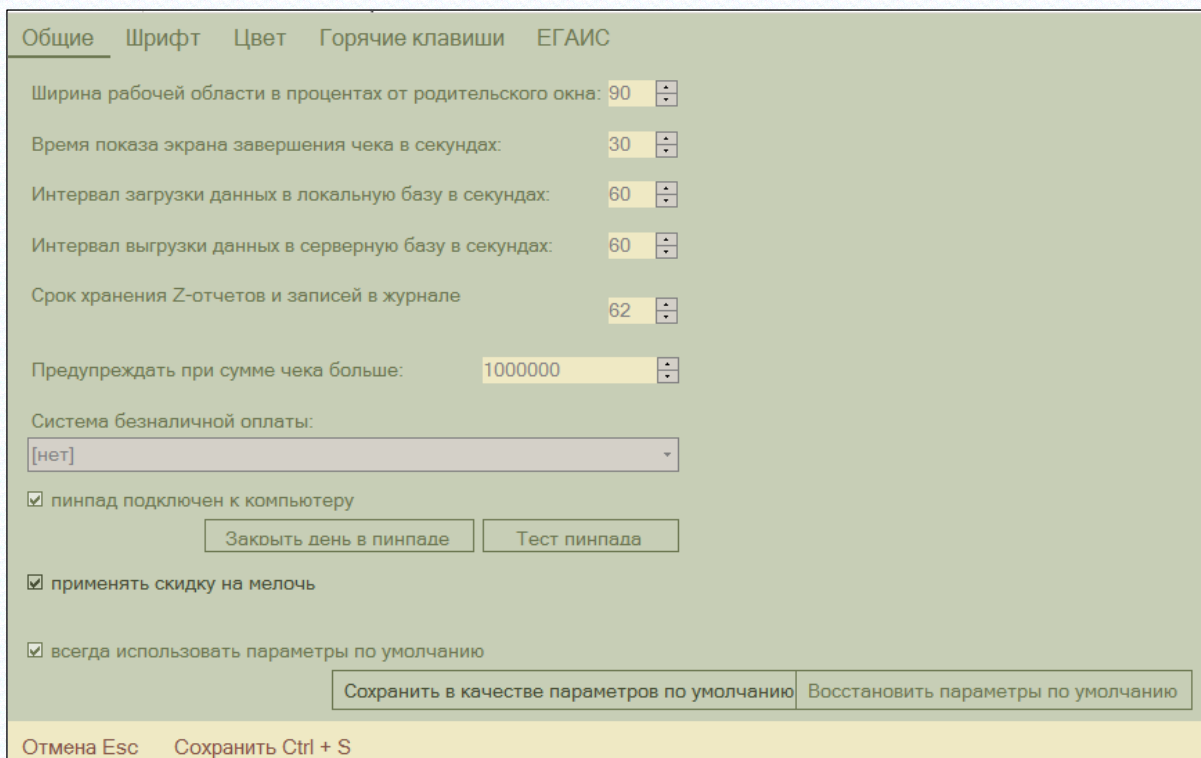 Общие Шрифт Цвет Горячие клавиши ЕГАИС
Ширина рабочей области в процентах от родительского окна: 90
Время показа экрана завершения чека в секундах: 30
Интервал загрузки данных в локальную базу в секундах: 60
Интервал выгрузки данных в серверную базу в секундах: 60
Срок хранения Z-отчетов и записей в журнале
62
Предупреждать при сумме чека больше: 1000000
Система безналичной оплаты:
[нет]
пинпад подключен к компьютеру
Закрыть день в пинпаде Тест пинпада
применять скидку на мелочь
всегда использовать параметры по умолчанию
Сохранить в качестве параметров по умолчанию Восстановить параметры по умолчанию
Отмена Esc Сохранить Ctrl + S